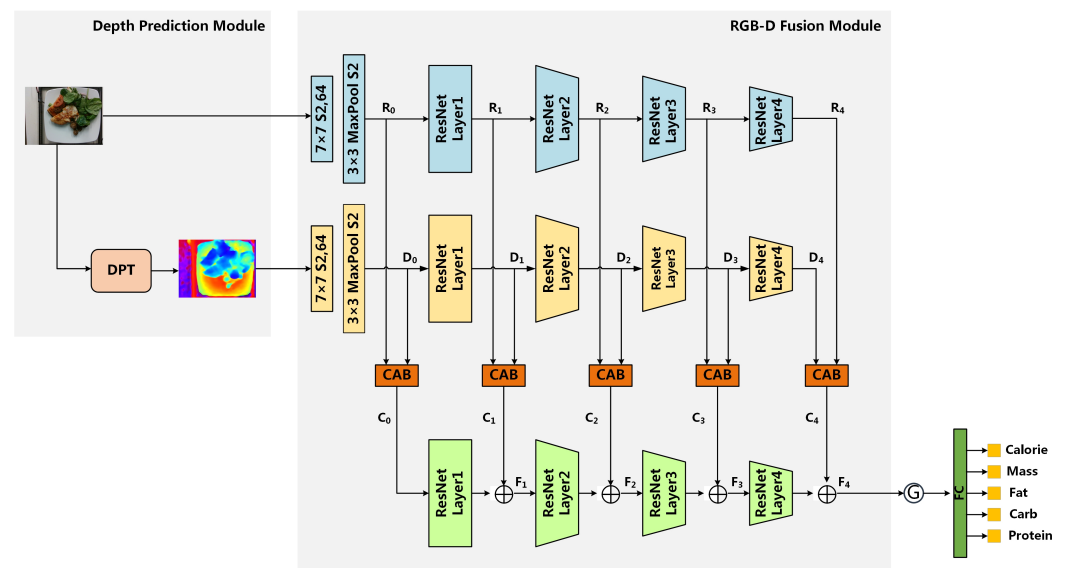 Depth Prediction Module
RGB-D Fusion Module
7×7 S2,64
3×3 MaxPool S2
R0
ResNet
Layer1
R1
ResNet
Layer2
R2
ResNet
Layer3
R3
ResNet
Layer4
R4
DPT
7×7 S2,64
3×3 MaxPool S2
D0
ResNet
Layer1
D1
ResNet
Layer2
D2
ResNet
Layer3
D3
ResNet
Layer4
D4
CAB
CAB
CAB
CAB
CAB
C0
C1
C2
C3
C4
ResNet
Layer1
F1
ResNet
Layer2
F2
ResNet
Layer3
F3
ResNet
Layer4
F4
G
FC
Calorie
Mass
Fat
Carb
Protein